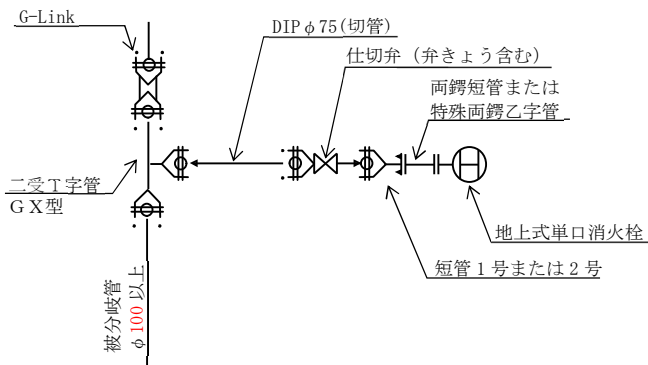 G-Link
DIPφ75(切管)
仕切弁（弁きょう含む）
両鍔短管または
特殊両鍔乙字管
二受Ｔ字管
ＧＸ型
地上式単口消火栓
短管１号または２号
被分岐管
φ100以上